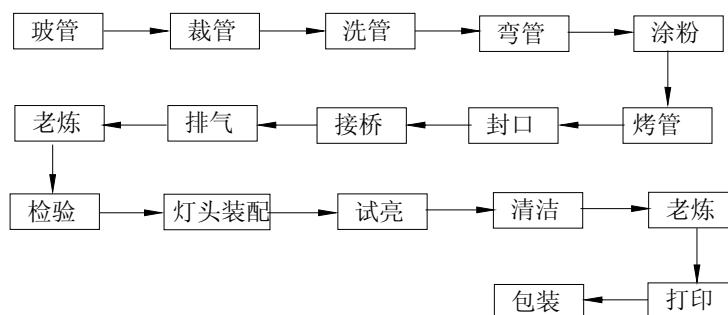 玻管 裁管 洗管 弯管 涂粉
老炼 排气 接桥 封口 烤管
检验 灯头装配 试亮 清洁 老炼
包装 打印